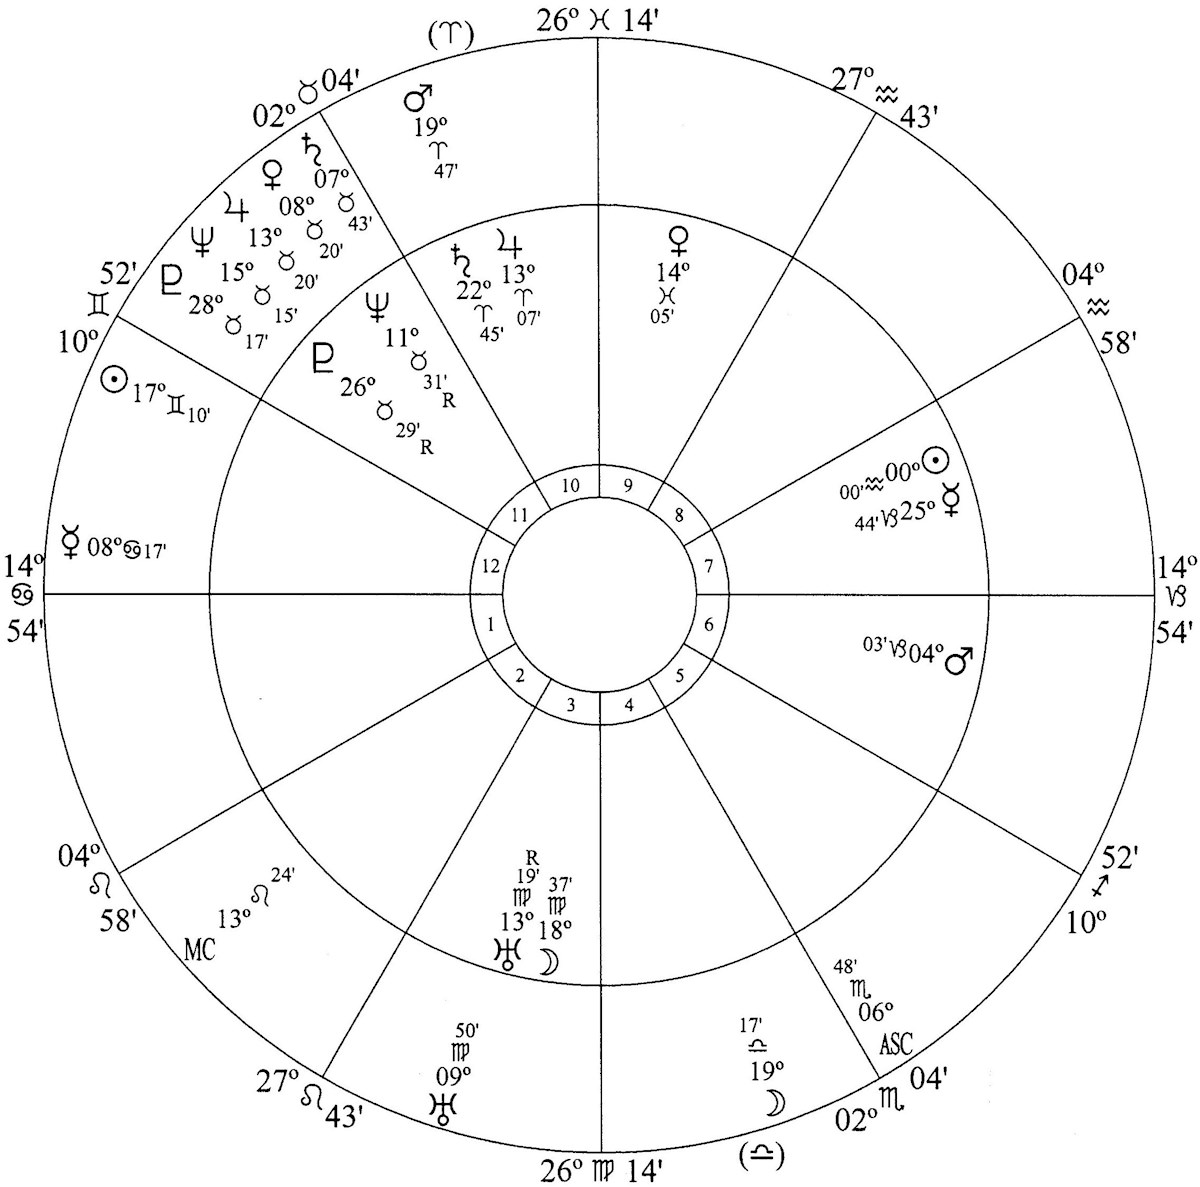 26° ♓ 14'
(♈)
27° ♒ 43'
02° ♉ 04'
♂ 19° ♈ 47'
♄ 07° ♉ 43'
♀ 08° ♉ 20'
♃ 13° ♉ 20'
♆ 15° ♉ 15'
♇ 28° ♉ 17'
52' ♊ 10°
☉ 17° ♊ 10'
☿ 08° ♋ 17'
14° ♋ 54'
04° ♒ 58'
♄ 22° ♈ 45'
♃ 13° ♈ 07'
♀ 14° ♓ 05'
♆ 11° ♉ 31' R
♇ 26° ♉ 29' R
00' ♒ 00° ☉
44' ♑ 25° ☿
14° ♑ 54'
03' ♑ 04° ♂
10
9
11
8
12
7
1
6
2
5
3
4
04° ♌ 58'
MC 13° ♌ 24'
R 19' ♍ 13° ♅
37' ♍ 18° ☽
52' ♐ 10°
48' ♏ 06° ASC
50' ♍ 09° ♅
17' ♎ 19° ☽
27° ♌ 43'
02° ♏ 04'
(♎)
26° ♍ 14'